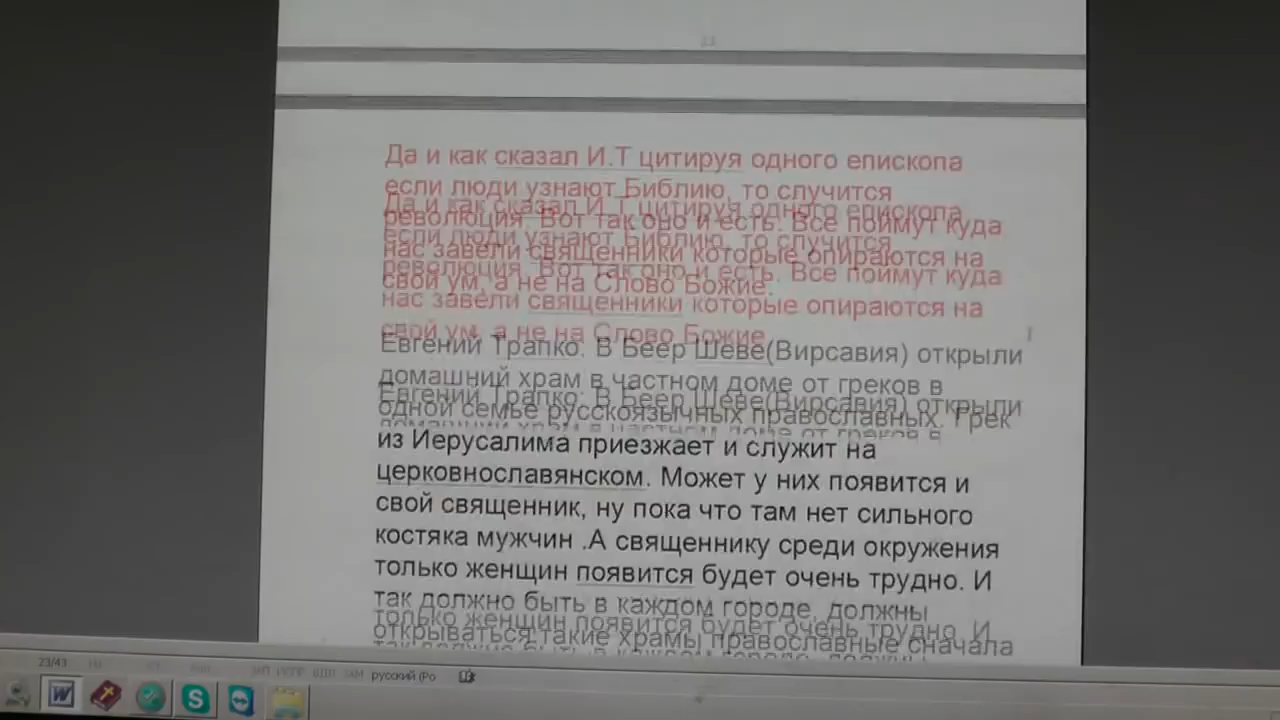 Да и как сказал И.Т цитируя одного епископа
если люди узнают Библию, то случится
революция. Вот так оно и есть. Все поймут куда
нас завели священники которые опираются на
свой ум, а не на Слово Божие.
Евгений Трапко. В Беер Шеве(Вирсавия) открыли
домашний храм в частном доме от греков в
одной семье русскоязычных православных. Грек
из Иерусалима приезжает и служит на
церковнославянском. Может у них появится и
свой священник, ну пока что там нет сильного
костяка мужчин .А священнику среди окружения
только женщин появится будет очень трудно. И
так должно быть в каждом городе, должны
открываться такие храмы православные сначала
23/43
русский (Ро